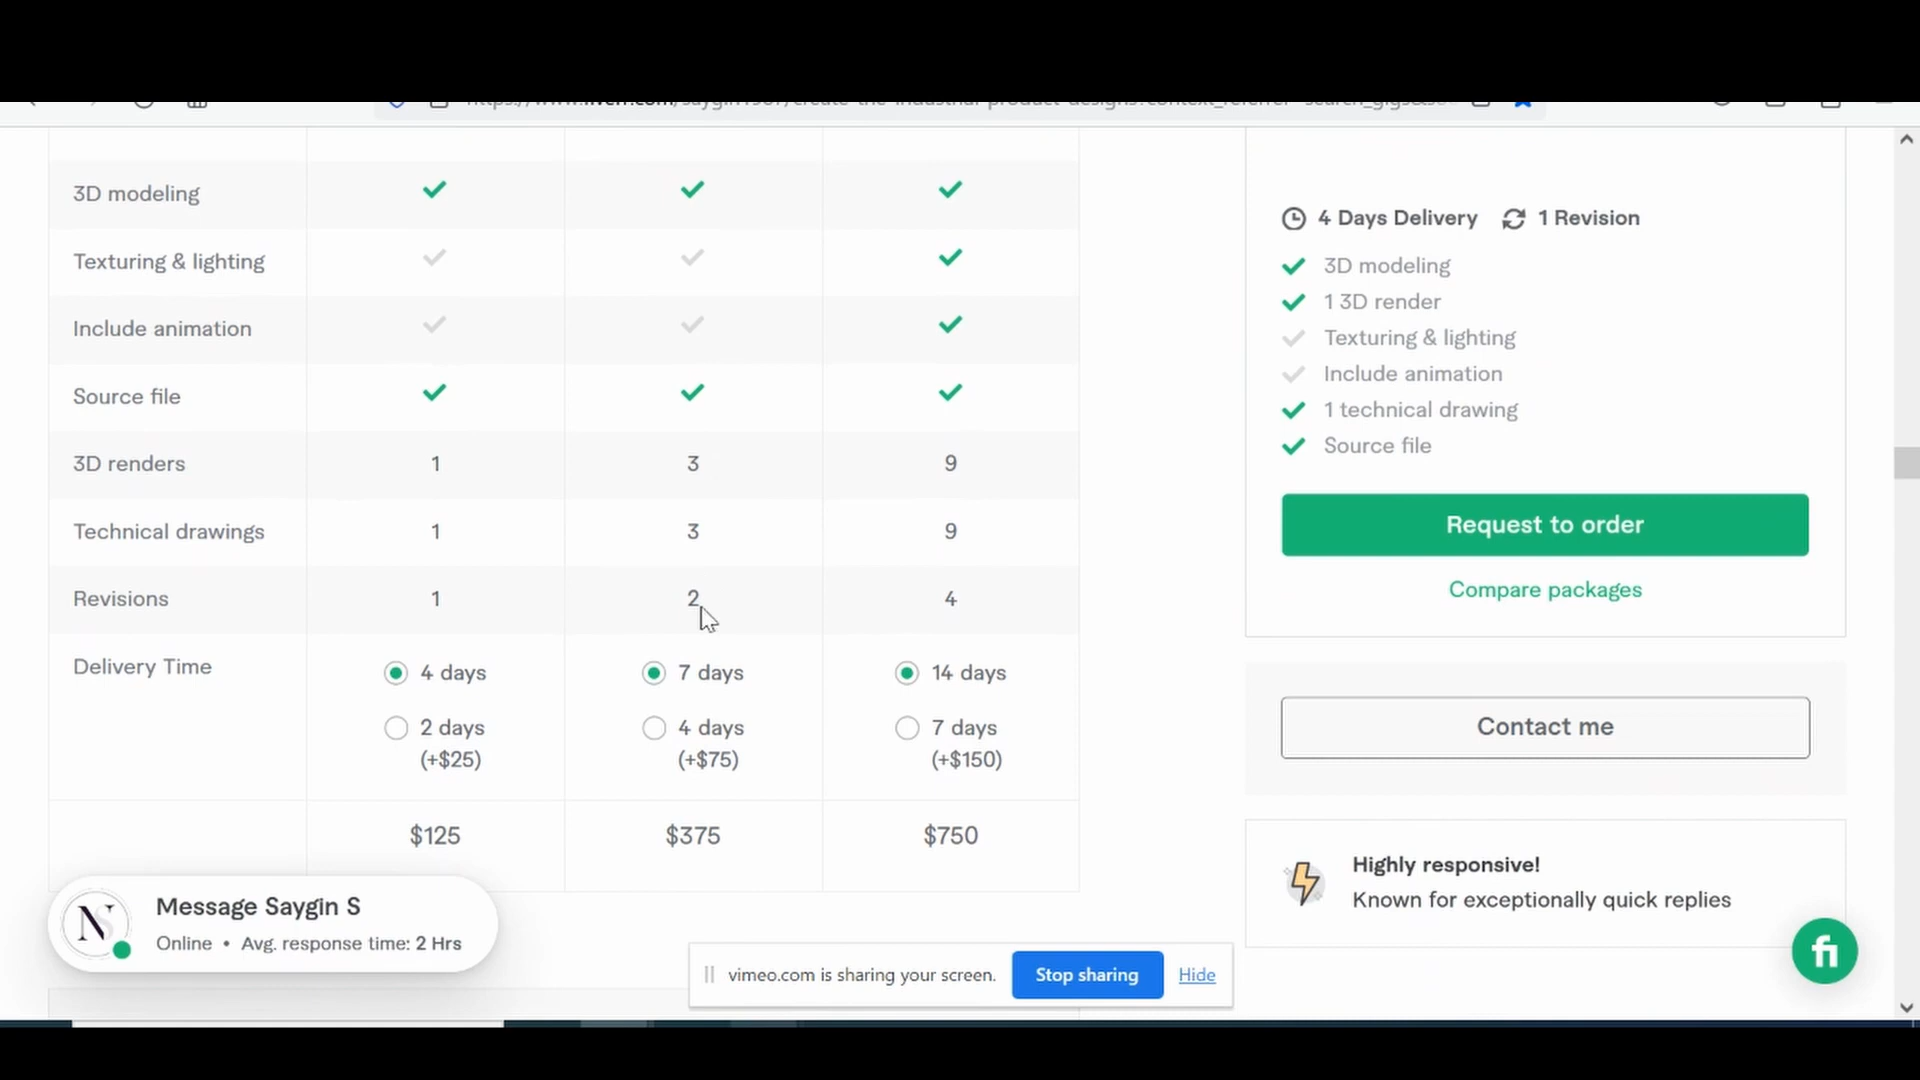 3D modeling
Texturing & lighting
Include animation
Source file
3D renders 1 3 9
Technical drawings 1 3 9
Revisions 1 2 4
Delivery Time 4 days 7 days 14 days
2 days 4 days 7 days
(+$25) (+$75) (+$150)
$125 $375 $750
4 Days Delivery 1 Revision
3D modeling
1 3D render
Texturing & lighting
Include animation
1 technical drawing
Source file
Request to order
Compare packages
Contact me
Highly responsive!
Known for exceptionally quick replies
Message Saygin S
Online • Avg. response time: 2 Hrs
vimeo.com is sharing your screen. Stop sharing Hide
fi